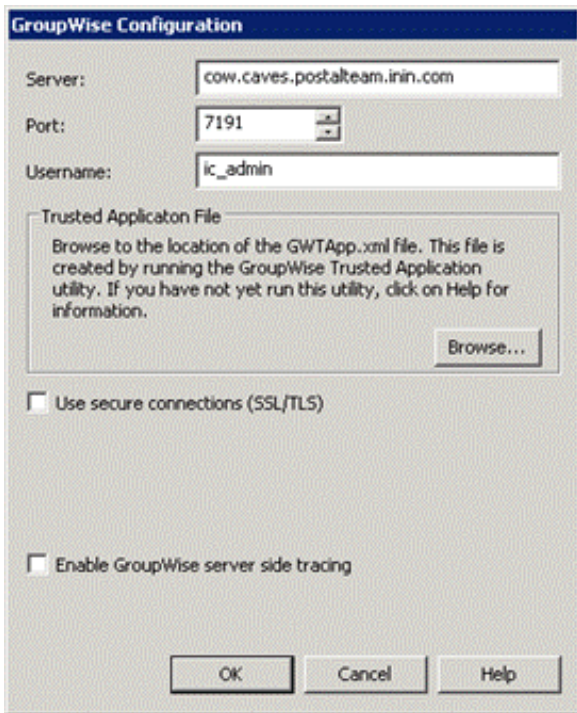 GroupWise Configuration
Server: cow.caves.postalteam.inin.com
Port: 7191
Username: ic_admin
Trusted Applicaton File
Browse to the location of the GWTApp.xml file. This file is
created by running the GroupWise Trusted Application
utility. If you have not yet run this utility, click on Help for
information.
Browse...
Use secure connections (SSL/TLS)
Enable GroupWise server side tracing
OK Cancel Help